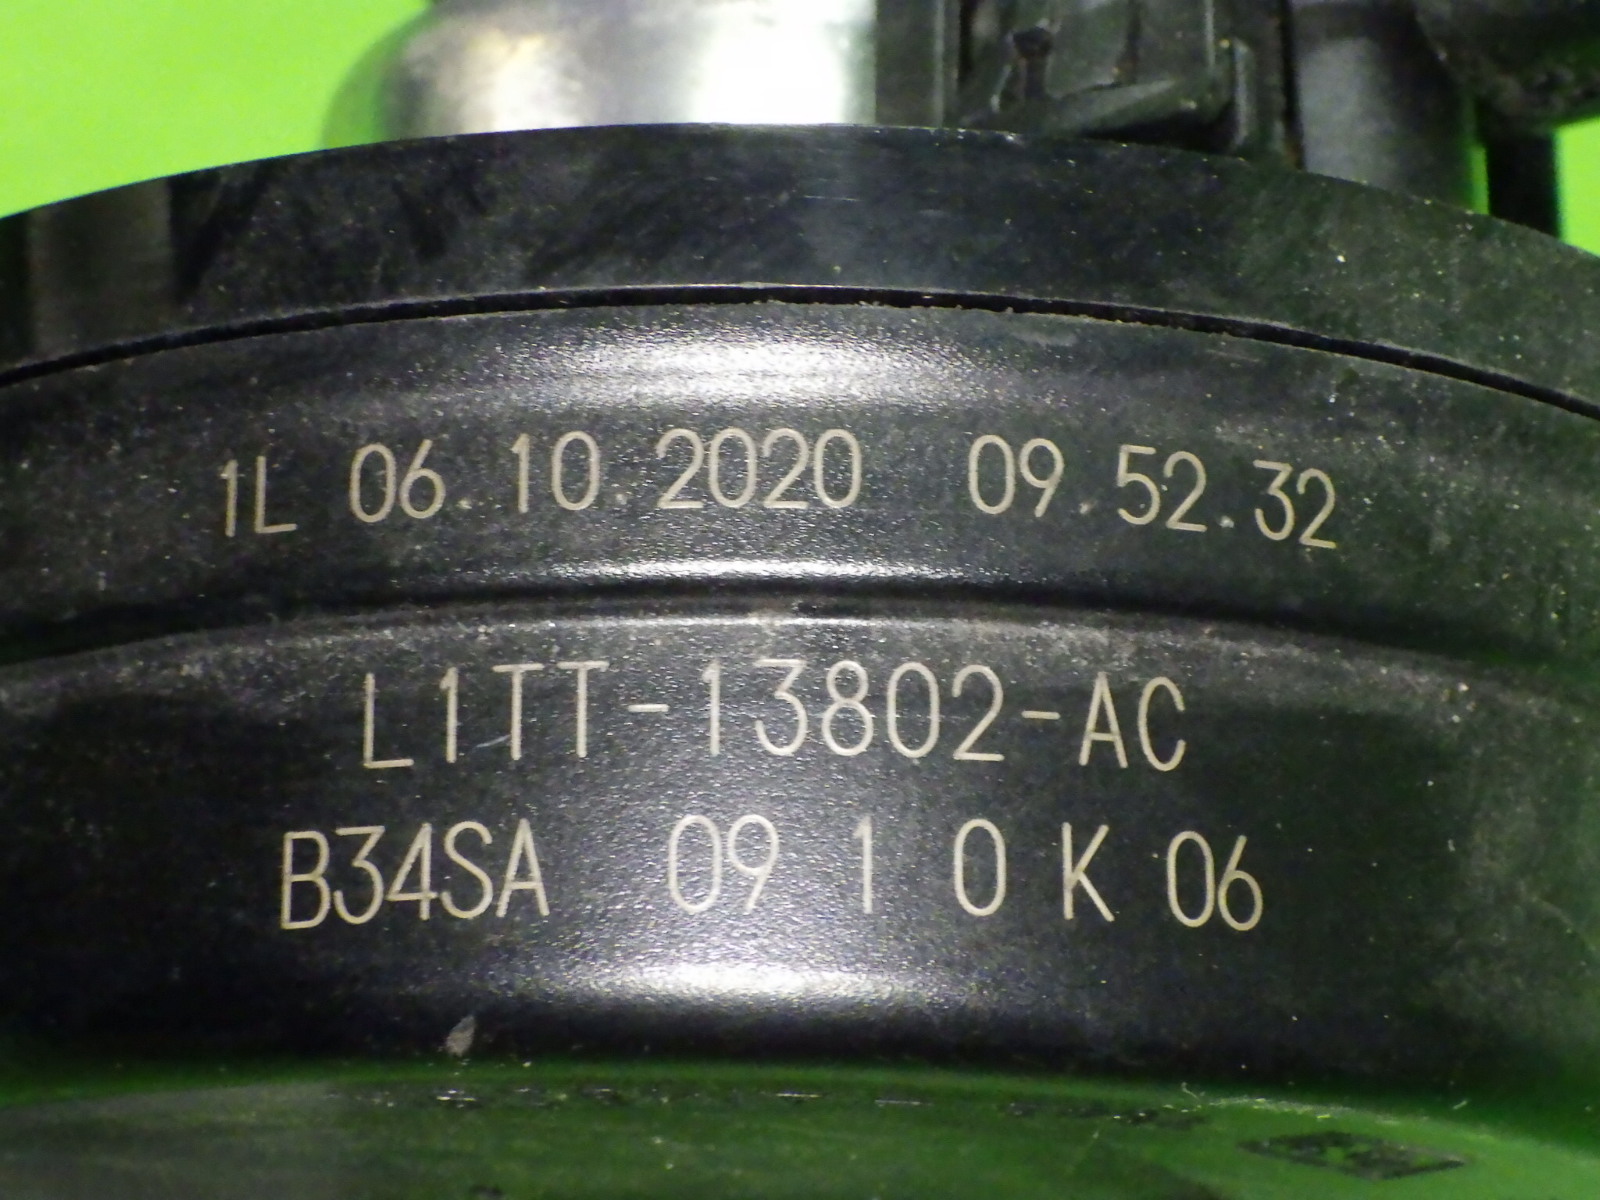 1L 06.10.2020 09.52.32
L1TT-13802-AC
B34SA 09 1 0 K 06